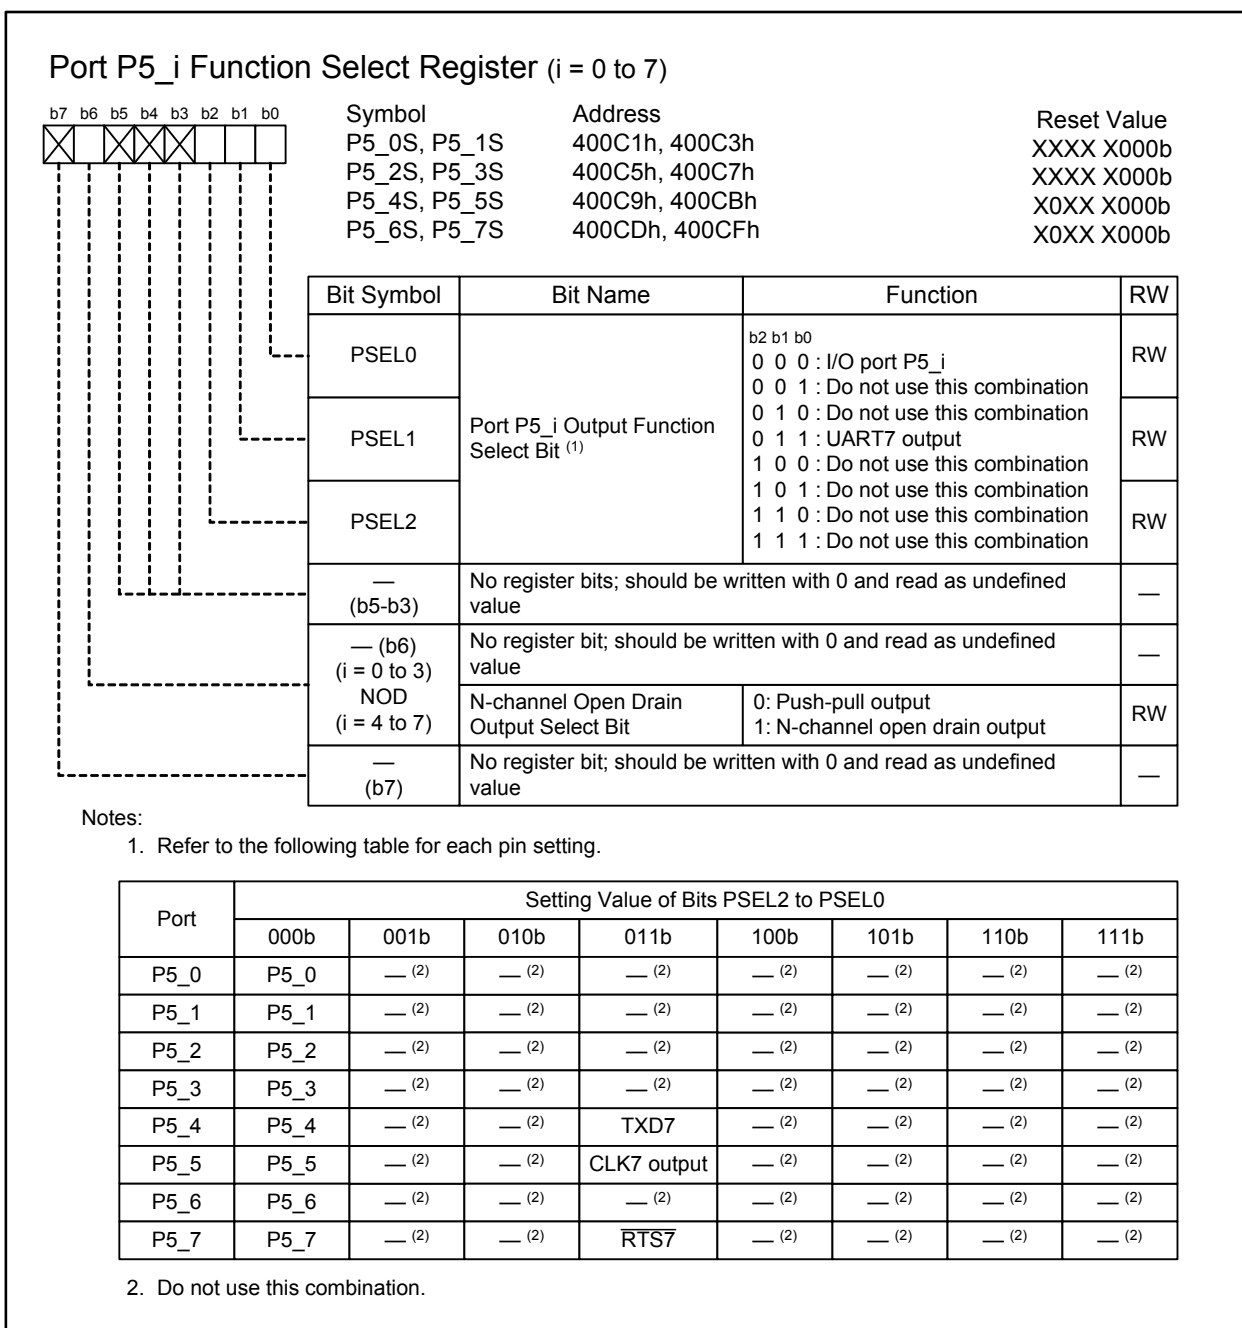 Port P5_i Function Select Register (i = 0 to 7)
b7 b6 b5 b4 b3 b2 b1 b0
Symbol Address Reset Value
P5_0S, P5_1S 400C1h, 400C3h XXXX X000b
P5_2S, P5_3S 400C5h, 400C7h XXXX X000b
P5_4S, P5_5S 400C9h, 400CBh X0XX X000b
P5_6S, P5_7S 400CDh, 400CFh X0XX X000b
Bit Symbol Bit Name Function RW
PSEL0
PSEL1
PSEL2
Port P5_i Output Function
Select Bit (1)
b2 b1 b0
0 0 0 : I/O port P5_i
0 0 1 : Do not use this combination
0 1 0 : Do not use this combination
0 1 1 : UART7 output
1 0 0 : Do not use this combination
1 0 1 : Do not use this combination
1 1 0 : Do not use this combination
1 1 1 : Do not use this combination
RW
RW
RW
—
(b5-b3)
No register bits; should be written with 0 and read as undefined
value
—
— (b6)
(i = 0 to 3)
NOD
(i = 4 to 7)
No register bit; should be written with 0 and read as undefined
value
—
N-channel Open Drain
Output Select Bit
0: Push-pull output
1: N-channel open drain output
RW
—
(b7)
No register bit; should be written with 0 and read as undefined
value
—
Notes:
1. Refer to the following table for each pin setting.
Port Setting Value of Bits PSEL2 to PSEL0
000b 001b 010b 011b 100b 101b 110b 111b
P5_0 P5_0 — (2) — (2) — (2) — (2) — (2) — (2) — (2)
P5_1 P5_1 — (2) — (2) — (2) — (2) — (2) — (2) — (2)
P5_2 P5_2 — (2) — (2) — (2) — (2) — (2) — (2) — (2)
P5_3 P5_3 — (2) — (2) — (2) — (2) — (2) — (2) — (2)
P5_4 P5_4 — (2) — (2) TXD7 — (2) — (2) — (2) — (2)
P5_5 P5_5 — (2) — (2) CLK7 output — (2) — (2) — (2) — (2)
P5_6 P5_6 — (2) — (2) — (2) — (2) — (2) — (2) — (2)
P5_7 P5_7 — (2) — (2) R̅T̅S̅7̅ — (2) — (2) — (2) — (2)
2. Do not use this combination.